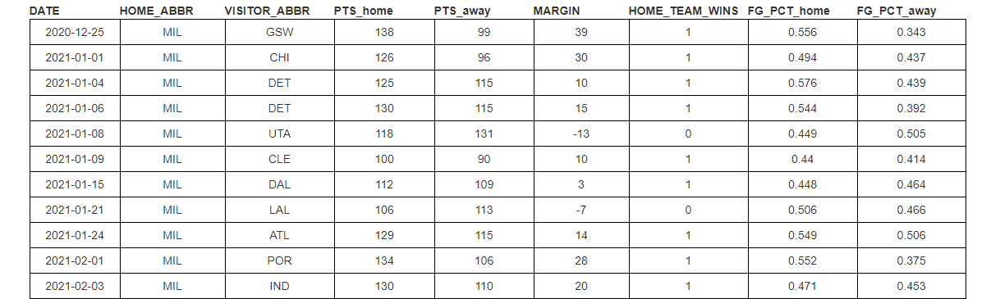 DATE HOME_ABBR VISITOR_ABBR PTS_home PTS_away MARGIN HOME_TEAM_WINS FG_PCT_home FG_PCT_away
2020-12-25 MIL GSW 138 99 39 1 0.556 0.343
2021-01-01 MIL CHI 126 96 30 1 0.494 0.437
2021-01-04 MIL DET 125 115 10 1 0.576 0.439
2021-01-06 MIL DET 130 115 15 1 0.544 0.392
2021-01-08 MIL UTA 118 131 -13 0 0.449 0.505
2021-01-09 MIL CLE 100 90 10 1 0.44 0.414
2021-01-15 MIL DAL 112 109 3 1 0.448 0.464
2021-01-21 MIL LAL 106 113 -7 0 0.506 0.466
2021-01-24 MIL ATL 129 115 14 1 0.549 0.506
2021-02-01 MIL POR 134 106 28 1 0.552 0.375
2021-02-03 MIL IND 130 110 20 1 0.471 0.453